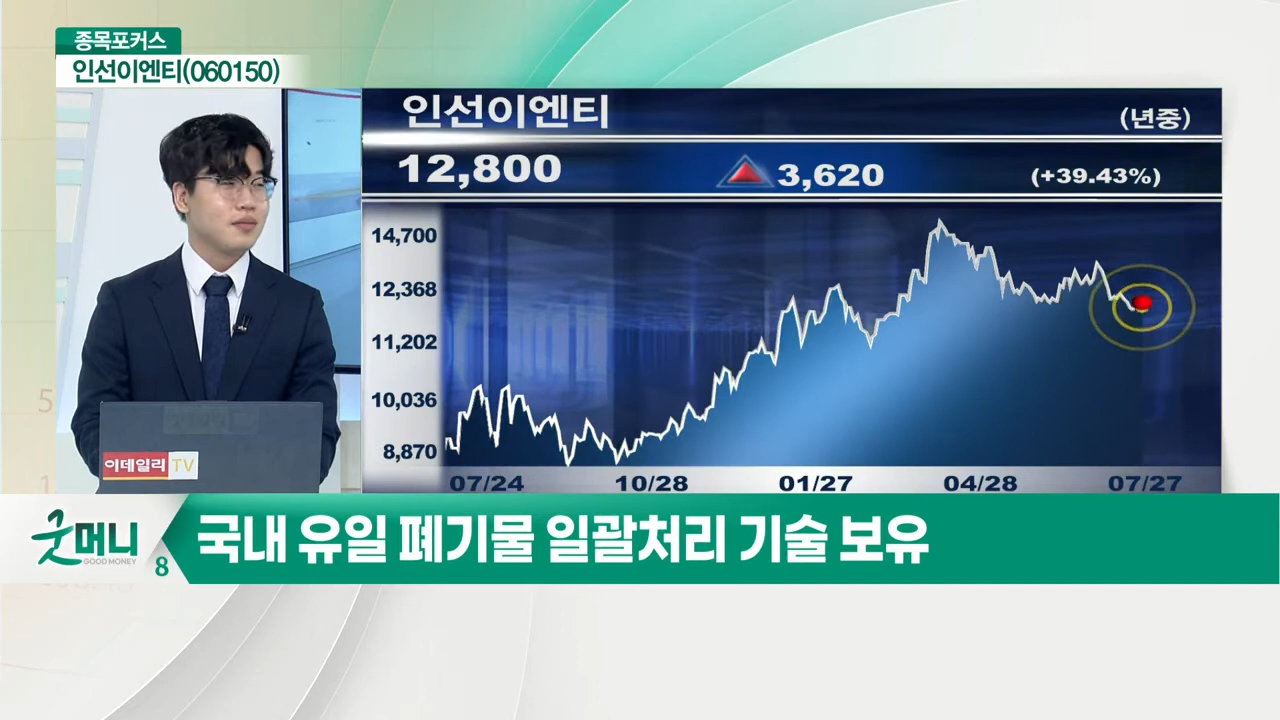 종목포커스
인선이엔티(060150)
인선이엔티
(년중)
12,800
3,620
(+39.43%)
14,700
12,368
11,202
10,036
8,870
07/24
10/28
01/27
04/28
07/27
이데일리TV
5
1
굿머니
GOOD MONEY
8
국내 유일 폐기물 일괄처리 기술 보유